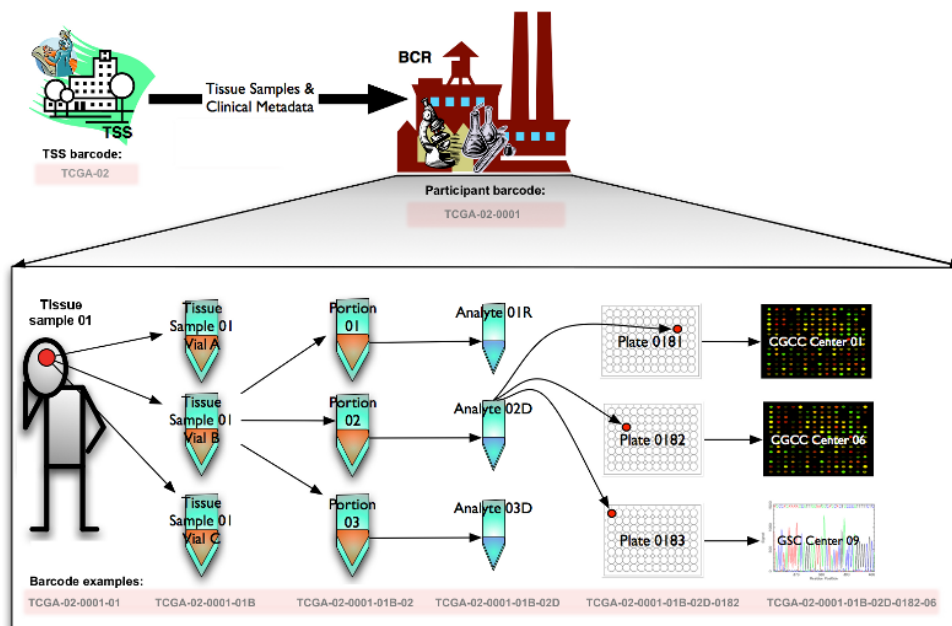 BCR
Tissue Samples &
Clinical Metadata
TSS
TSS barcode:
TCGA-02
Participant barcode:
TCGA-02-0001
Tissue
sample 01
Tissue
Sample 01
Vial A
Portion
01
Analyte 01R
Plate 0181
CGCC Center 01
Tissue
Sample 01
Vial B
Portion
02
Analyte 02D
Plate 0182
CGCC Center 06
Tissue
Sample 01
Vial C
Portion
03
Analyte 03D
Plate 0183
GSC Center 09
Barcode examples:
TCGA-02-0001-01
TCGA-02-0001-01B
TCGA-02-0001-01B-02
TCGA-02-0001-01B-02D
TCGA-02-0001-01B-02D-0182
TCGA-02-0001-01B-02D-0182-06